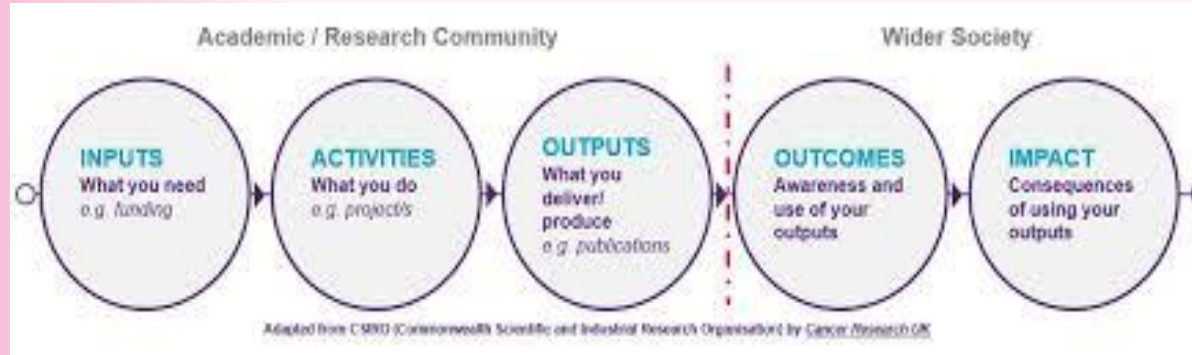 Academic / Research Community
Wider Society
INPUTS
What you need
e.g. funding
ACTIVITIES
What you do
e.g. project/s
OUTPUTS
What you
deliver/
produce
e.g. publications
OUTCOMES
Awareness and
use of your
outputs
IMPACT
Consequences
of using your
outputs
Adapted from CSIRO (Commonwealth Scientific and Industrial Research Organisation) by Cancer Research UK